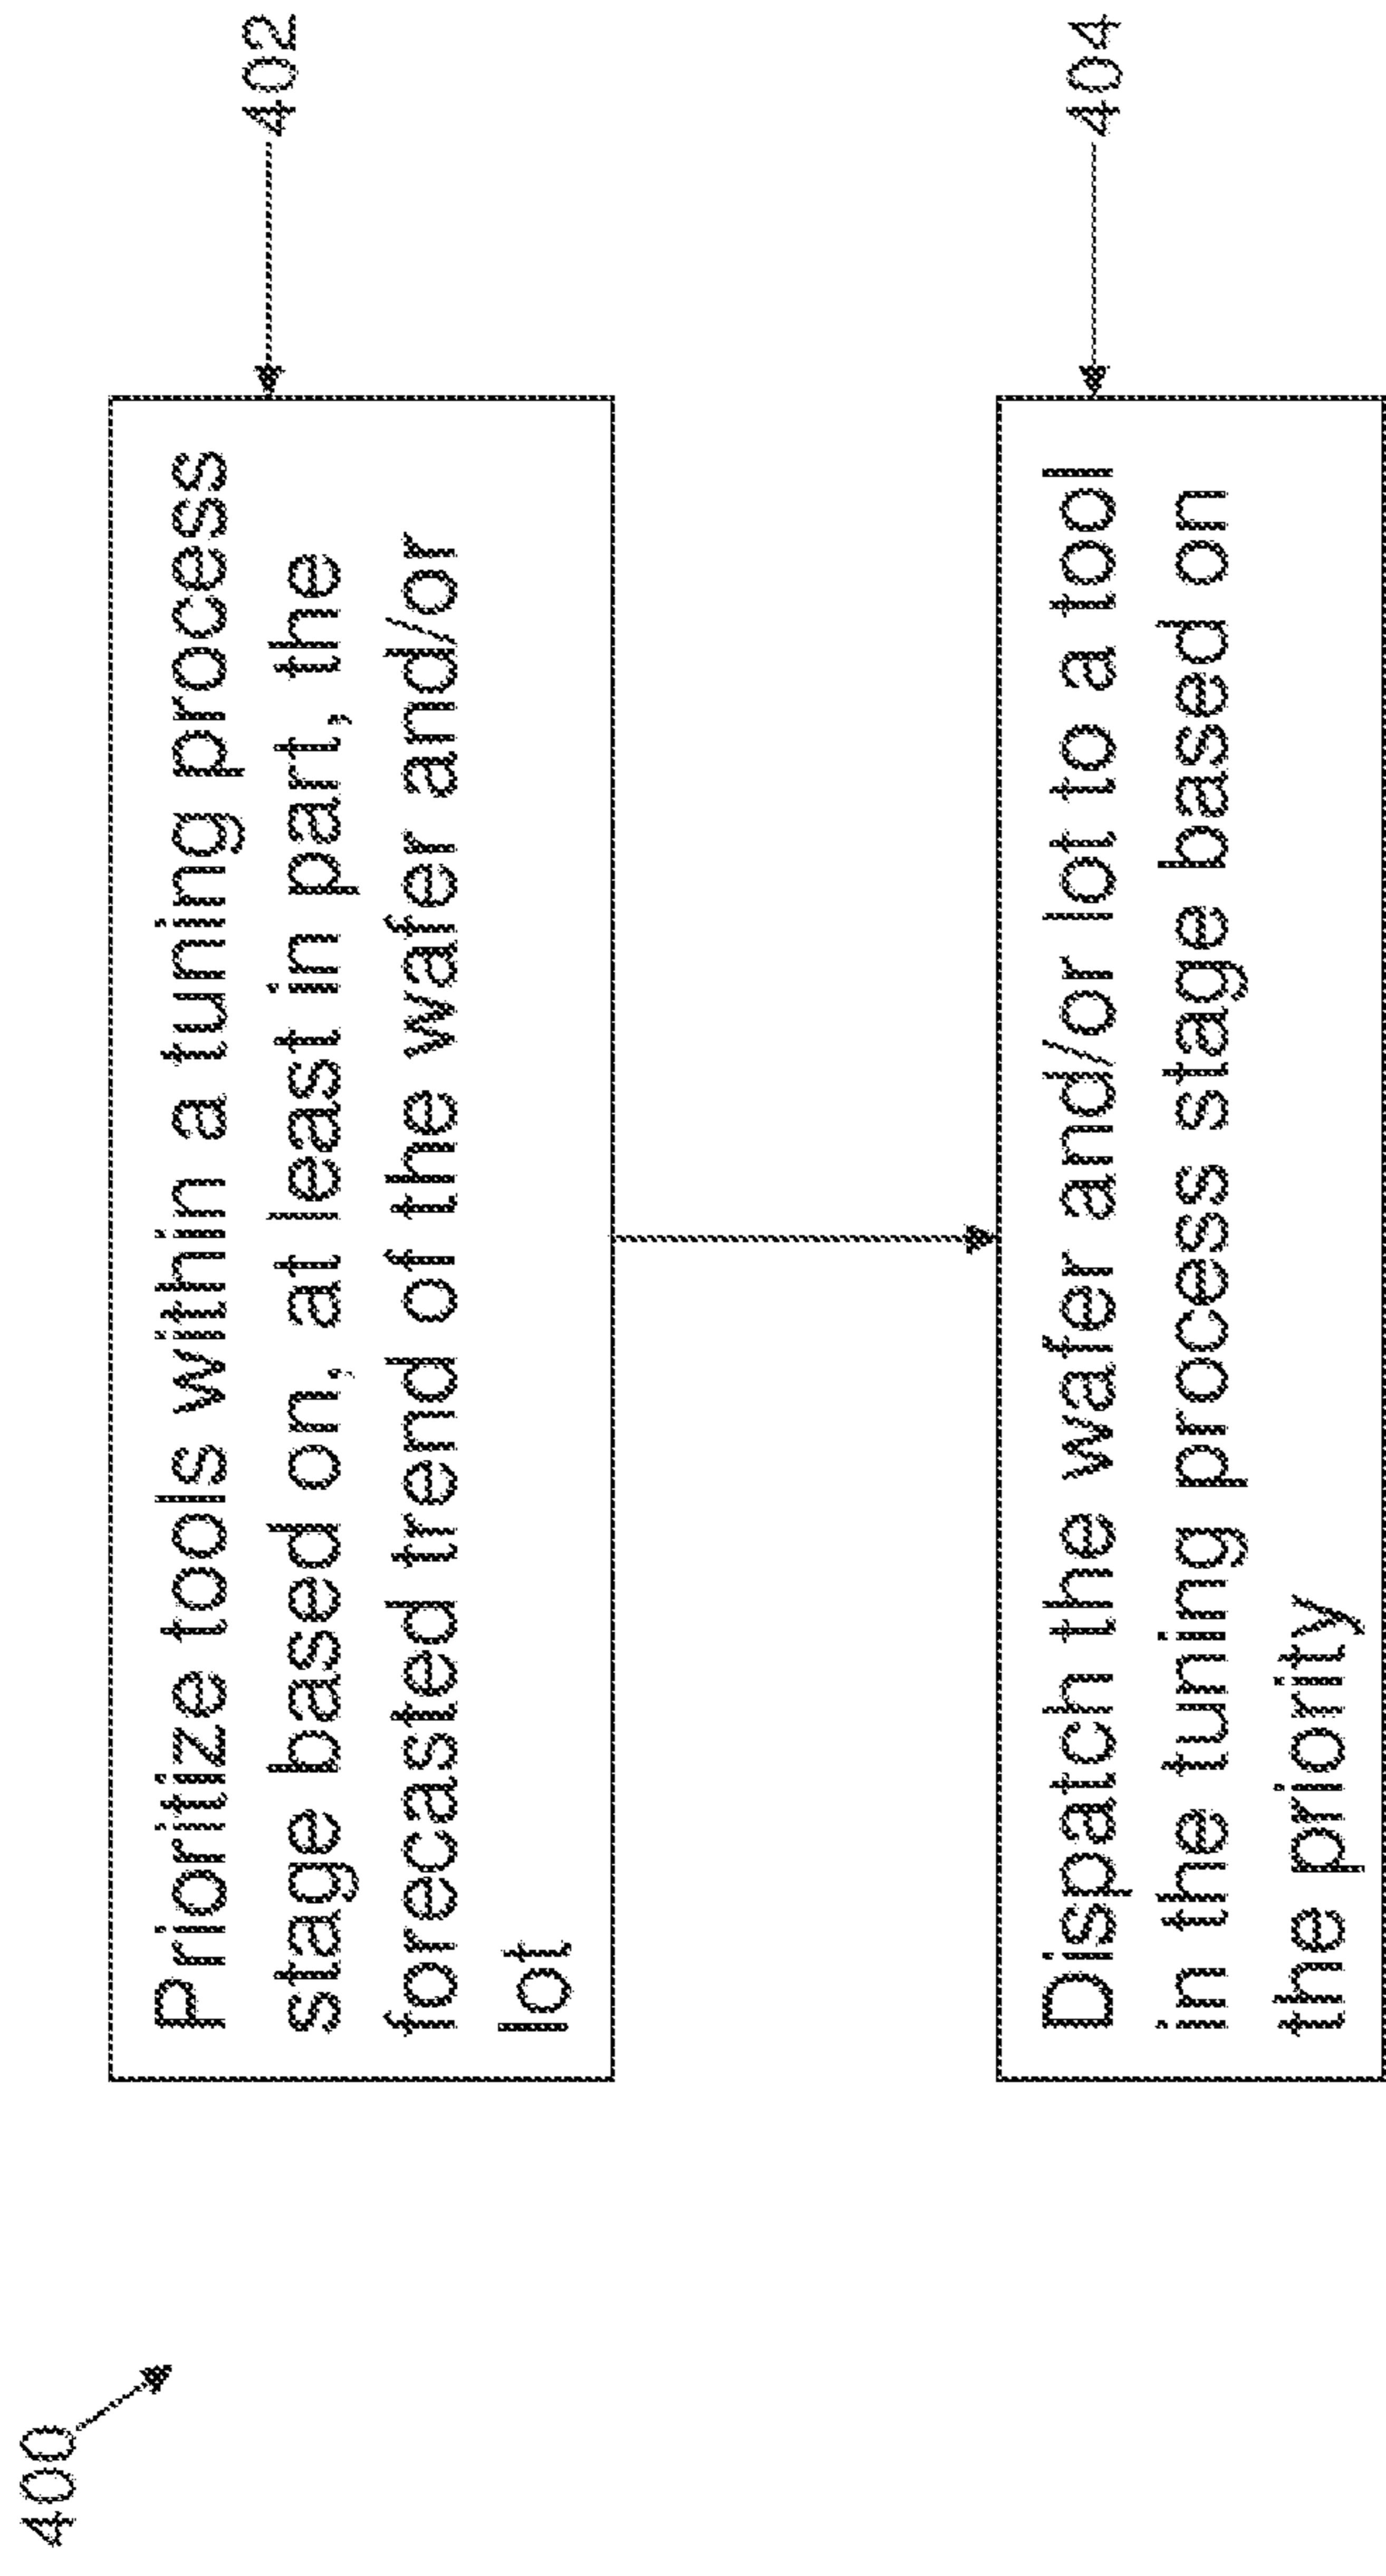 400
Prioritize tools within a tuning process
stage based on, at least in part, the
forecasted trend of the wafer and/or
lot
402
Dispatch the wafer and/or lot to a tool
in the tuning process stage based on
the priority
404